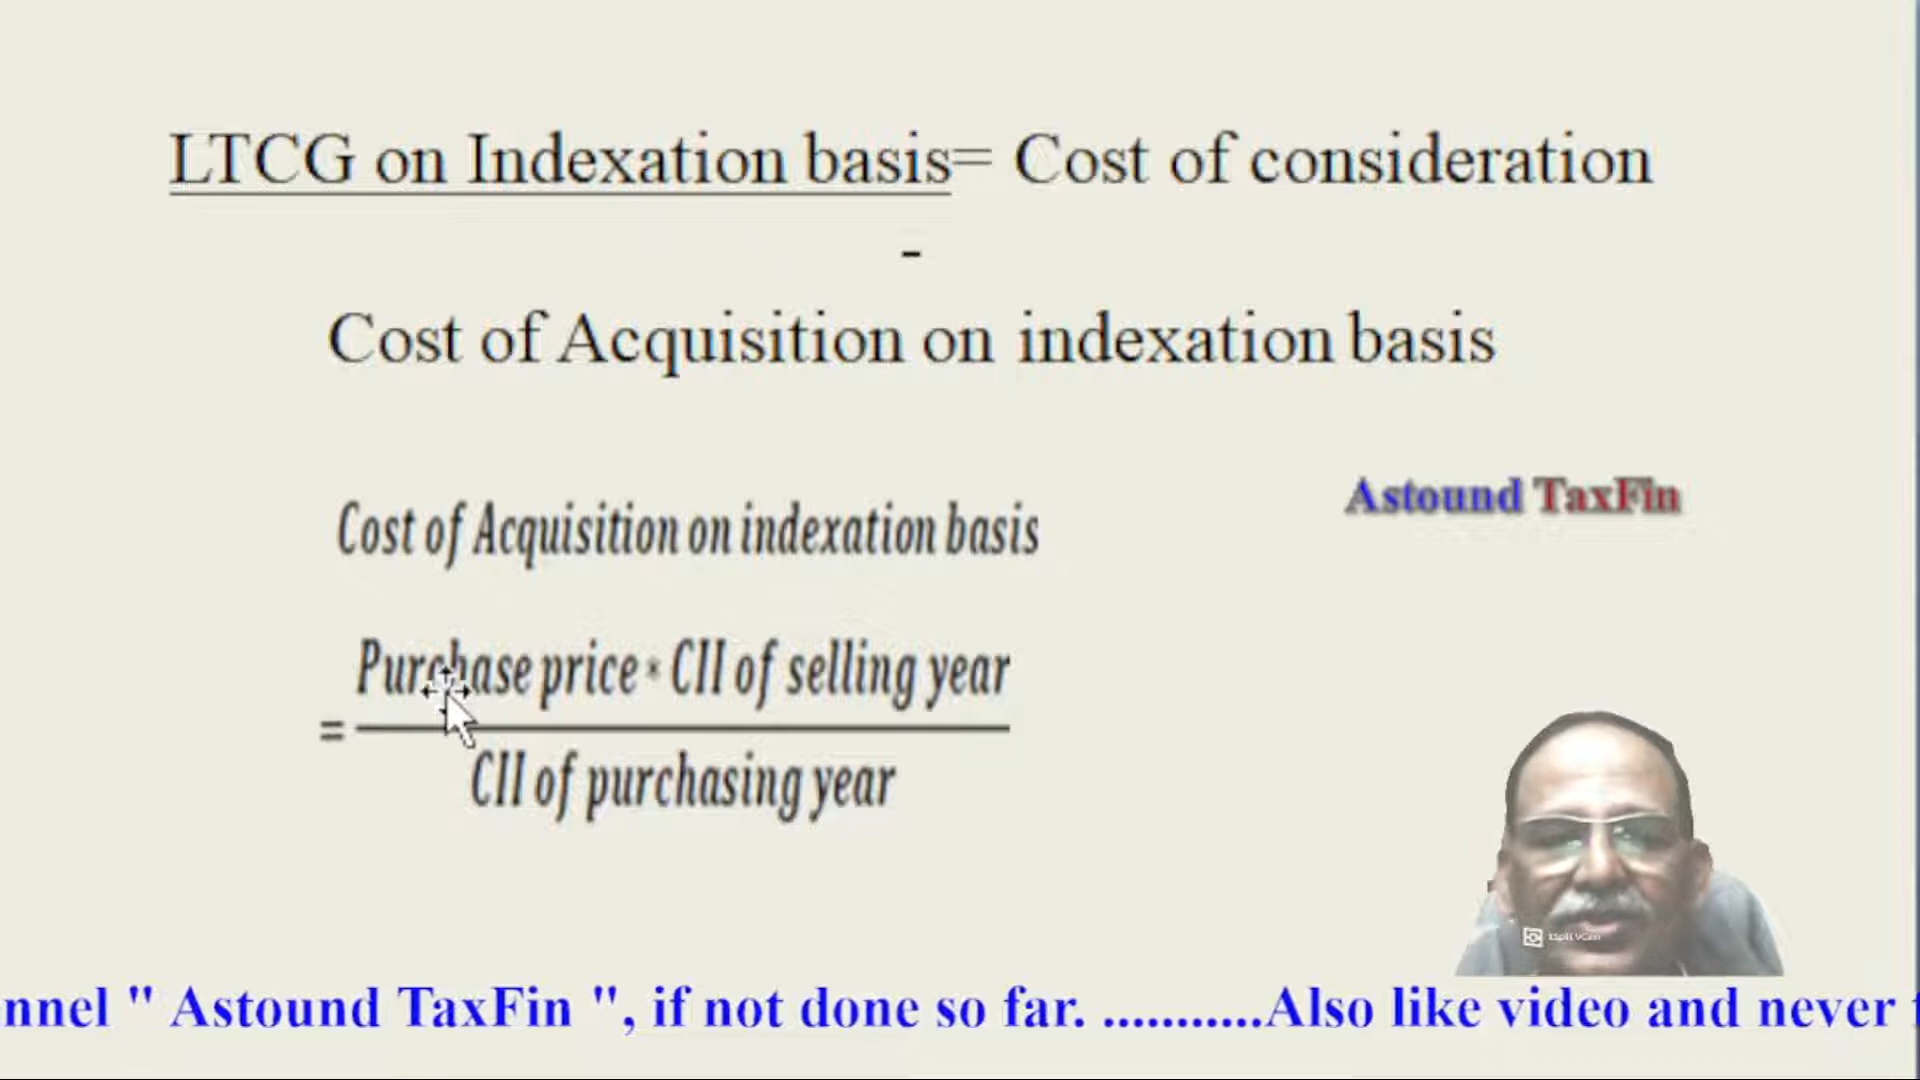 LTCG on Indexation basis= Cost of consideration
-
Cost of Acquisition on indexation basis
Cost of Acquisition on indexation basis
Astound TaxFin
Purchase price * CII of selling year
=
CII of purchasing year
nnel " Astound TaxFin ", if not done so far. ...........Also like video and never